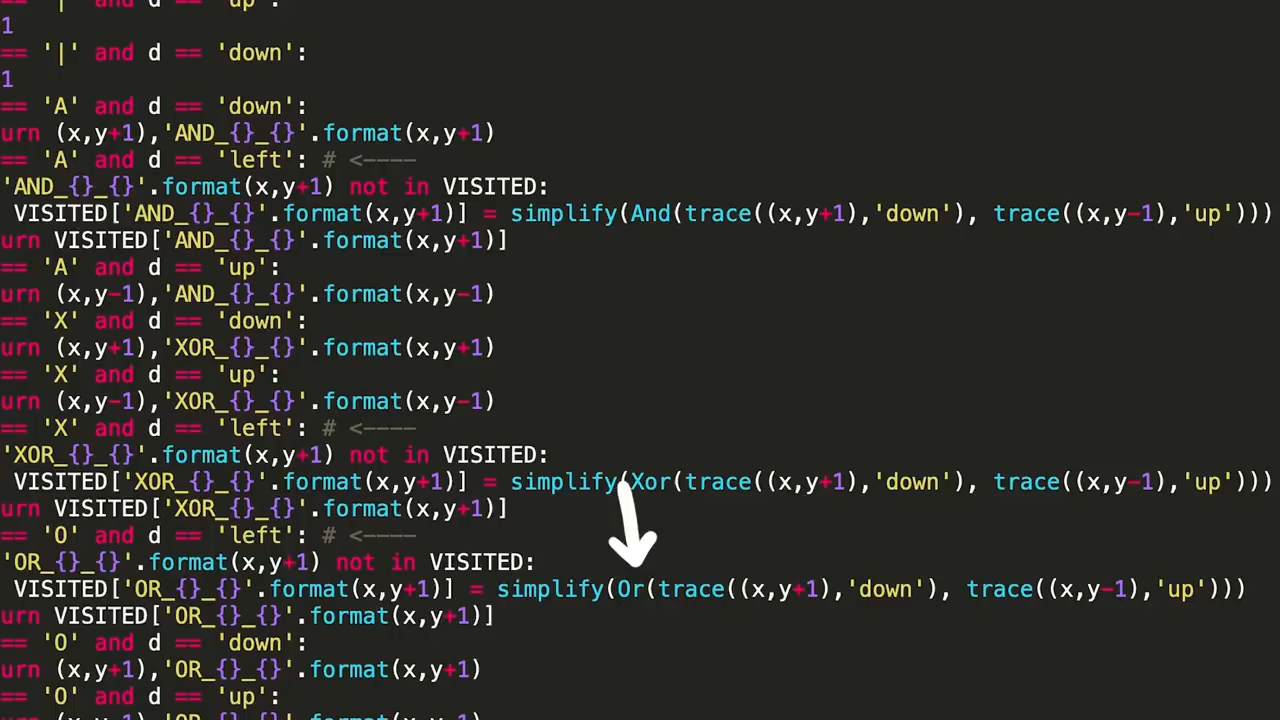 == '|' and d == 'up':
1
== '|' and d == 'down':
1
== 'A' and d == 'down':
urn (x,y+1),'AND_{}_{}'.format(x,y+1)
== 'A' and d == 'left': # <----
'AND_{}_{}'.format(x,y+1) not in VISITED:
VISITED['AND_{}_{}'.format(x,y+1)] = simplify(And(trace((x,y+1),'down'), trace((x,y-1),'up')))
urn VISITED['AND_{}_{}'.format(x,y+1)]
== 'A' and d == 'up':
urn (x,y-1),'AND_{}_{}'.format(x,y-1)
== 'X' and d == 'down':
urn (x,y+1),'XOR_{}_{}'.format(x,y+1)
== 'X' and d == 'up':
urn (x,y-1),'XOR_{}_{}'.format(x,y-1)
== 'X' and d == 'left': # <----
'XOR_{}_{}'.format(x,y+1) not in VISITED:
VISITED['XOR_{}_{}'.format(x,y+1)] = simplify(Xor(trace((x,y+1),'down'), trace((x,y-1),'up')))
urn VISITED['XOR_{}_{}'.format(x,y+1)]
== 'O' and d == 'left': # <----
'OR_{}_{}'.format(x,y+1) not in VISITED:
VISITED['OR_{}_{}'.format(x,y+1)] = simplify(Or(trace((x,y+1),'down'), trace((x,y-1),'up')))
urn VISITED['OR_{}_{}'.format(x,y+1)]
== 'O' and d == 'down':
urn (x,y+1),'OR_{}_{}'.format(x,y+1)
== 'O' and d == 'up':
urn (x,y-1),'OR_{}_{}'.format(x,y-1)